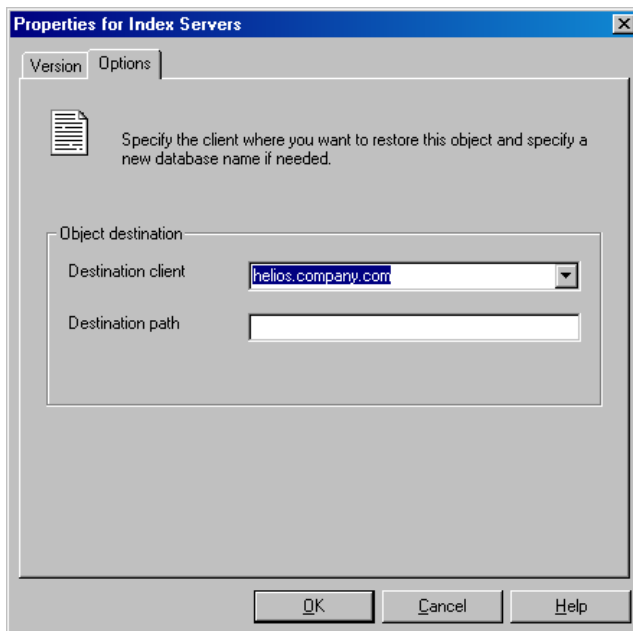 Properties for Index Servers
Version
Options
Specify the client where you want to restore this object and specify a
new database name if needed.
Object destination
Destination client
helios.company.com
Destination path
OK
Cancel
Help